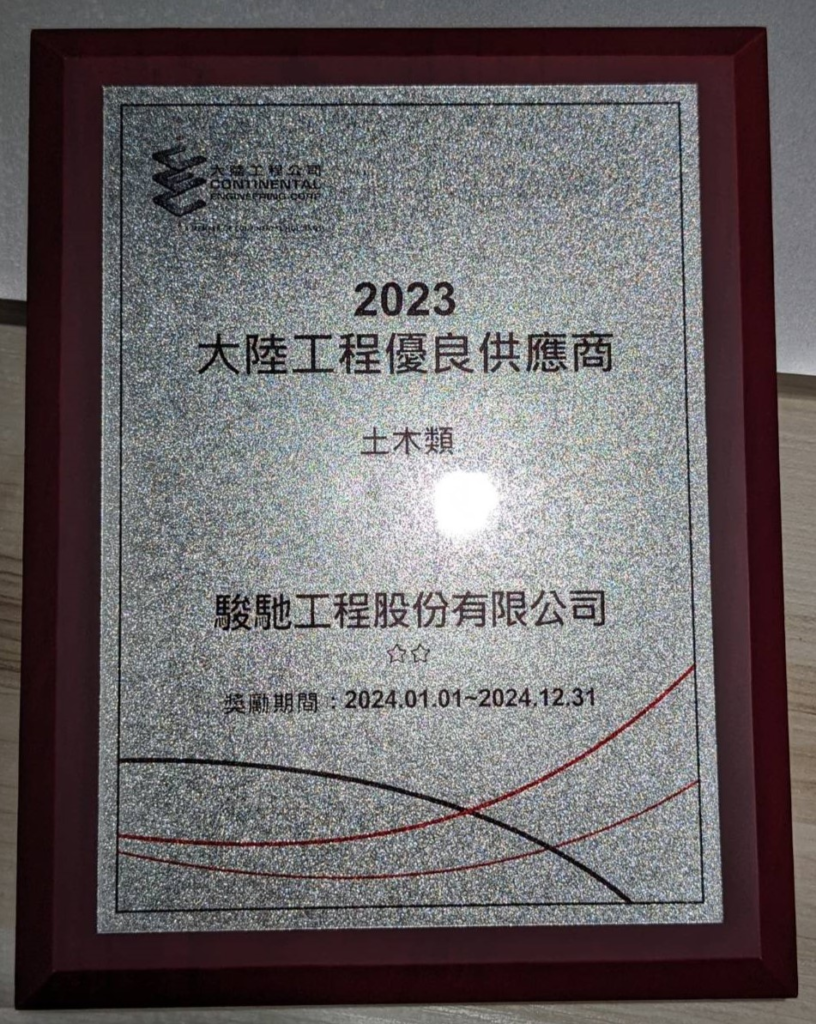 大陸工程公司
CONTINENTAL
ENGINEERING CORP
2023
大陸工程優良供應商
土木類
駿馳工程股份有限公司
☆☆
獎勵期間：2024.01.01~2024.12.31